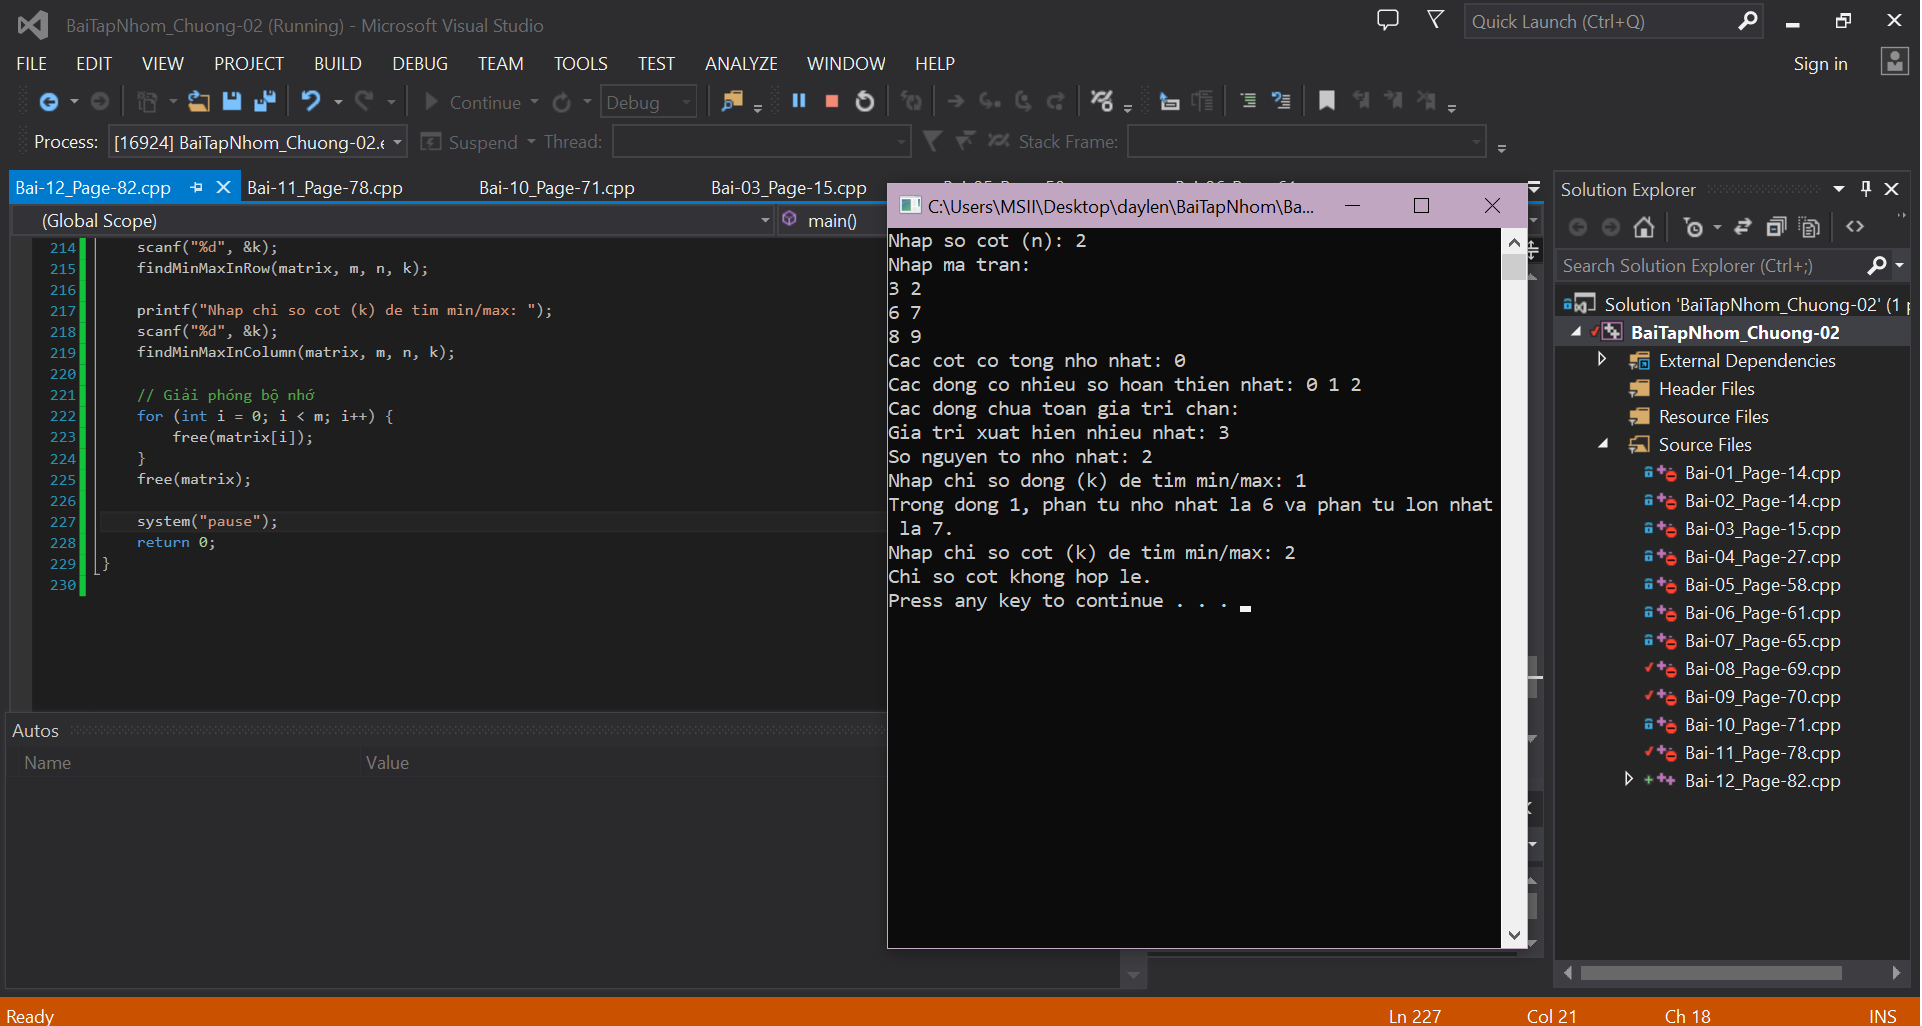 BaiTapNhom_Chuong-02 (Running) - Microsoft Visual Studio
Quick Launch (Ctrl+Q)
FILE EDIT VIEW PROJECT BUILD DEBUG TEAM TOOLS TEST ANALYZE WINDOW HELP
Sign in
Continue
Debug
Process: [16924] BaiTapNhom_Chuong-02.e
Suspend
Thread:
Stack Frame:
Bai-12_Page-82.cpp
Bai-11_Page-78.cpp
Bai-10_Page-71.cpp
Bai-03_Page-15.cpp
(Global Scope)
main()
214 scanf("%d", &k);
215 findMinMaxInRow(matrix, m, n, k);
216
217 printf("Nhap chi so cot (k) de tim min/max: ");
218 scanf("%d", &k);
219 findMinMaxInColumn(matrix, m, n, k);
220
221 // Giải phóng bộ nhớ
222 for (int i = 0; i < m; i++) {
223 free(matrix[i]);
224 }
225 free(matrix);
226
227 system("pause");
228 return 0;
229 }
230
Autos
Name
Value
C:\Users\MSII\Desktop\daylen\BaiTapNhom\Ba...
Nhap so cot (n): 2
Nhap ma tran:
3 2
6 7
8 9
Cac cot co tong nho nhat: 0
Cac dong co nhieu so hoan thien nhat: 0 1 2
Cac dong chua toan gia tri chan:
Gia tri xuat hien nhieu nhat: 3
So nguyen to nho nhat: 2
Nhap chi so dong (k) de tim min/max: 1
Trong dong 1, phan tu nho nhat la 6 va phan tu lon nhat
la 7.
Nhap chi so cot (k) de tim min/max: 2
Chi so cot khong hop le.
Press any key to continue . . .
Solution Explorer
Search Solution Explorer (Ctrl+;)
Solution 'BaiTapNhom_Chuong-02' (1 p
BaiTapNhom_Chuong-02
External Dependencies
Header Files
Resource Files
Source Files
Bai-01_Page-14.cpp
Bai-02_Page-14.cpp
Bai-03_Page-15.cpp
Bai-04_Page-27.cpp
Bai-05_Page-58.cpp
Bai-06_Page-61.cpp
Bai-07_Page-65.cpp
Bai-08_Page-69.cpp
Bai-09_Page-70.cpp
Bai-10_Page-71.cpp
Bai-11_Page-78.cpp
Bai-12_Page-82.cpp
Ready
Ln 227
Col 21
Ch 18
INS